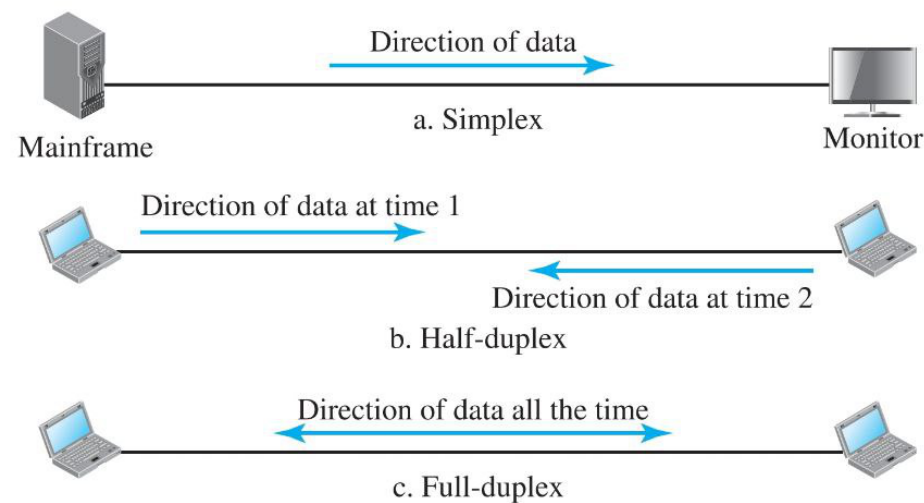 Direction of data
a. Simplex
Mainframe
Monitor
Direction of data at time 1
Direction of data at time 2
b. Half-duplex
Direction of data all the time
c. Full-duplex